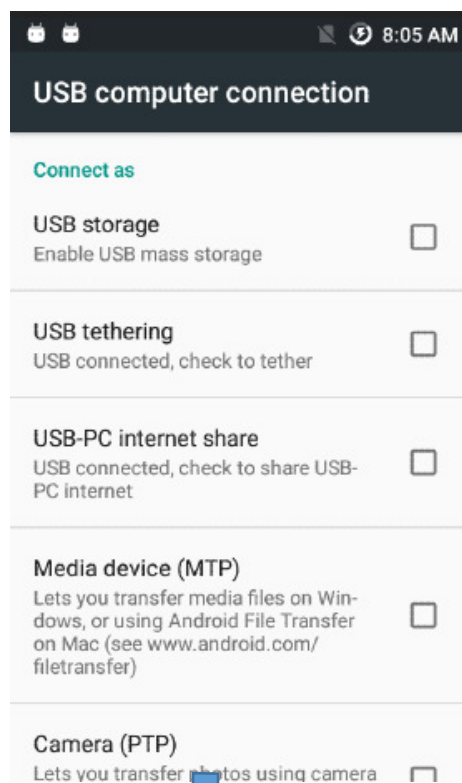 8:05 AM
USB computer connection
Connect as
USB storage
Enable USB mass storage
USB tethering
USB connected, check to tether
USB-PC internet share
USB connected, check to share USB-
PC internet
Media device (MTP)
Lets you transfer media files on Win-
dows, or using Android File Transfer
on Mac (see www.android.com/
filetransfer)
Camera (PTP)
Lets you transfer photos using camera